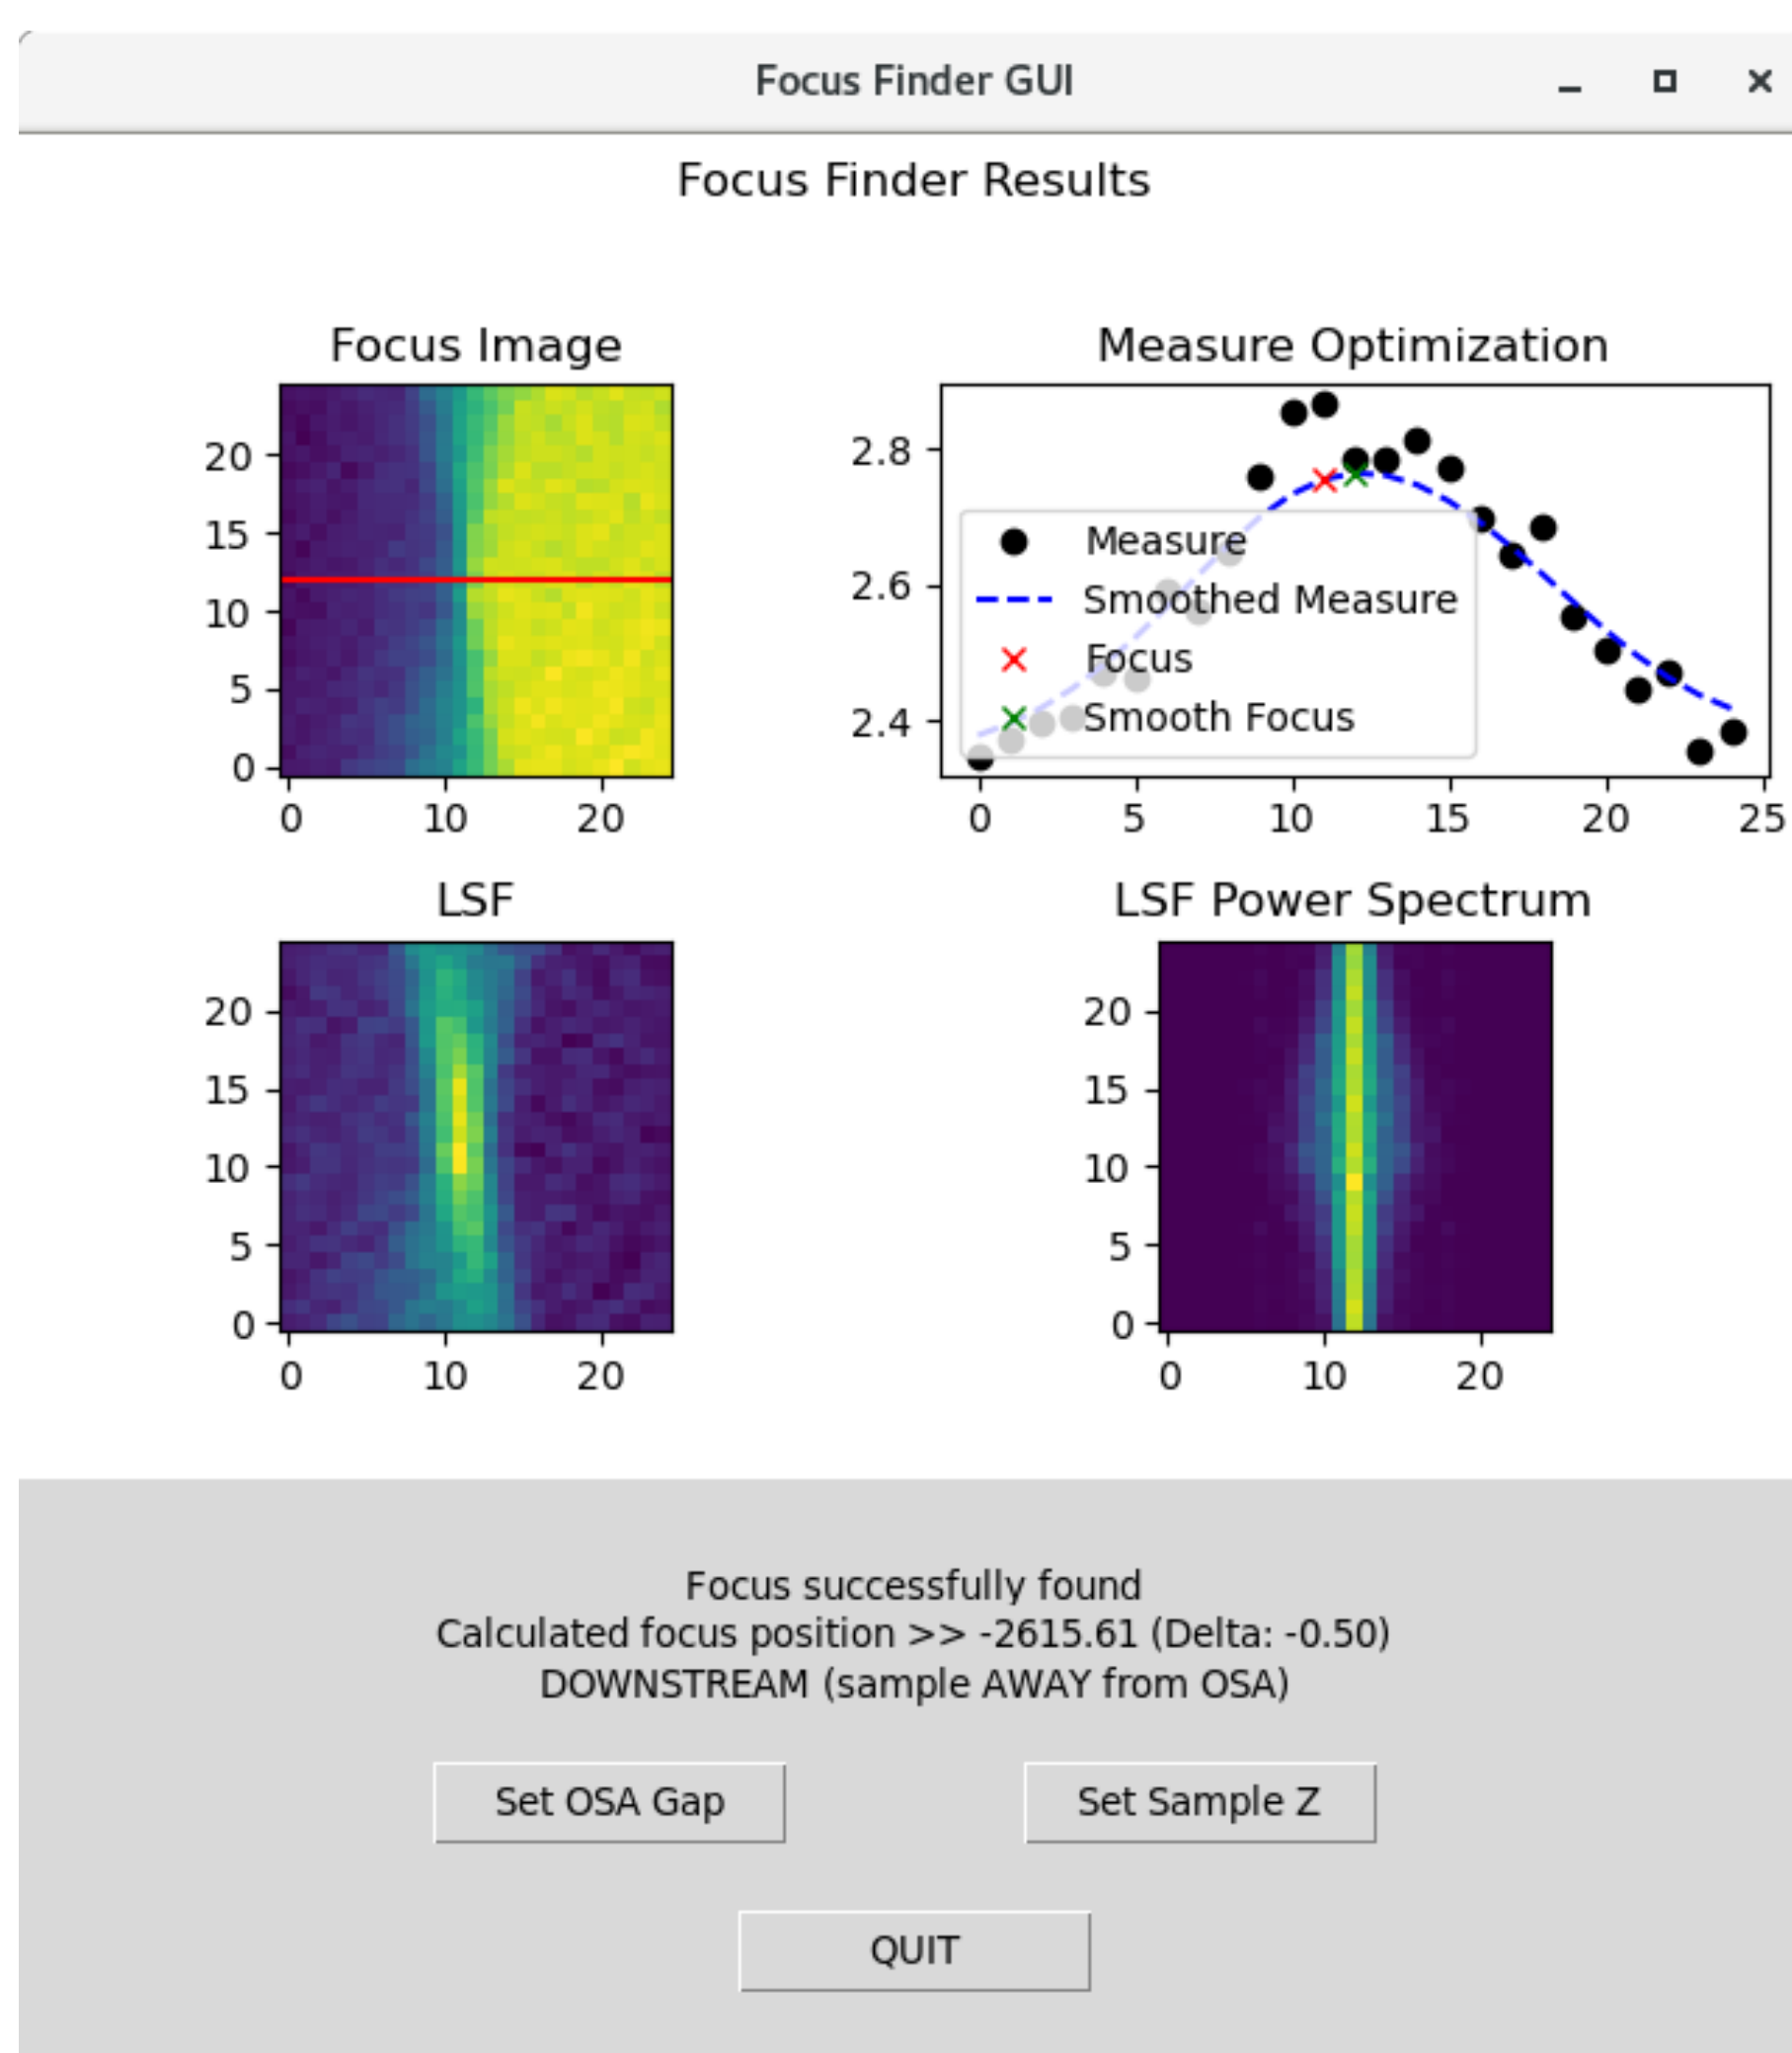 Focus Finder GUI
Focus Finder Results
Focus Image
20
15
10
5
0
0 10 20
Measure Optimization
2.8
2.6
2.4
Measure
Smoothed Measure
Focus
Smooth Focus
0 5 10 15 20 25
LSF
20
15
10
5
0
0 10 20
LSF Power Spectrum
20
15
10
5
0
0 10 20
Focus successfully found
Calculated focus position >> -2615.61 (Delta: -0.50)
DOWNSTREAM (sample AWAY from OSA)
Set OSA Gap
Set Sample Z
QUIT